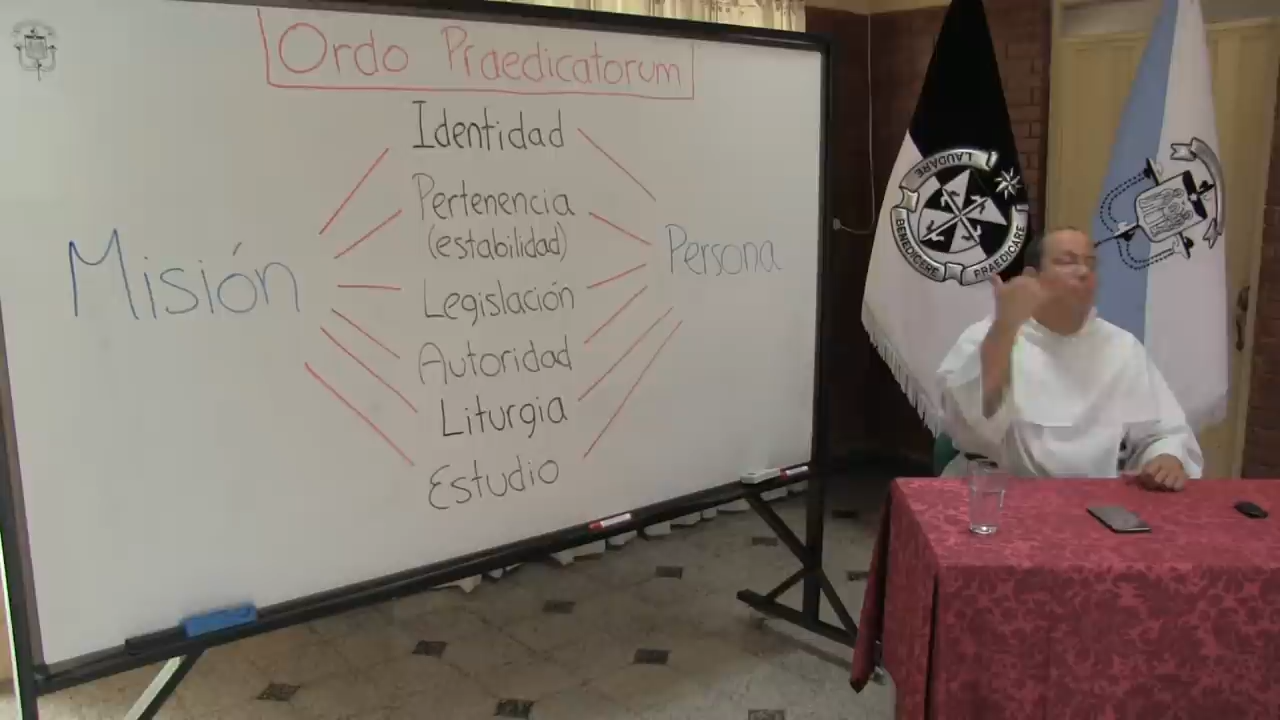 Ordo Praedicatorum
Identidad
Pertenencia
(estabilidad)
Misión
Legislación
Persona
Autoridad
Liturgia
Estudio
LAUDARE
BENEDICERE
PRAEDICARE